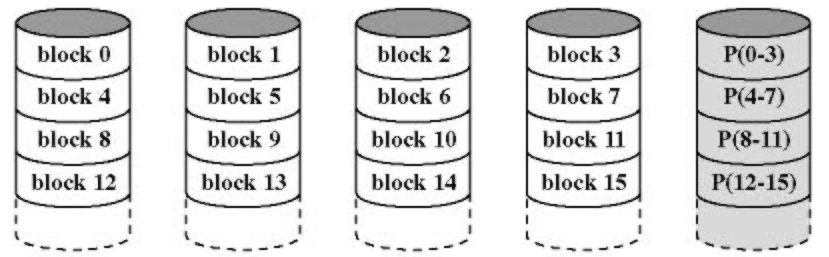 block 0 block 1 block 2 block 3 P(0-3)
block 4 block 5 block 6 block 7 P(4-7)
block 8 block 9 block 10 block 11 P(8-11)
block 12 block 13 block 14 block 15 P(12-15)